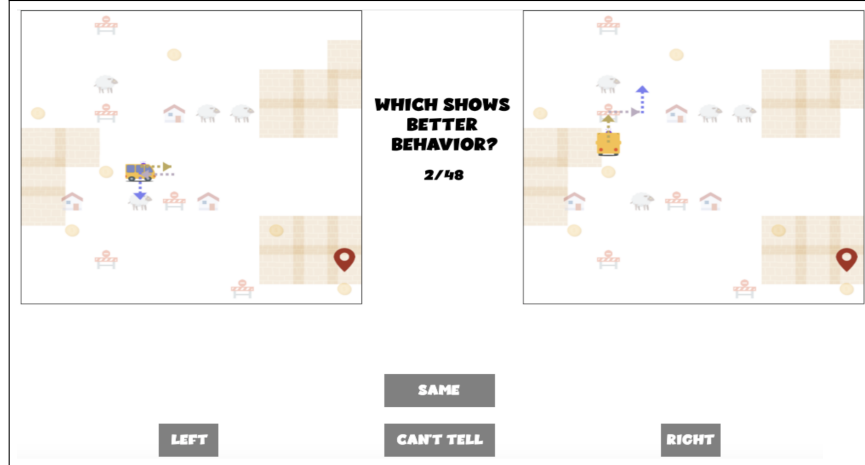 WHICH SHOWS
BETTER
BEHAVIOR?
2/48
SAME
LEFT
CAN'T TELL
RIGHT